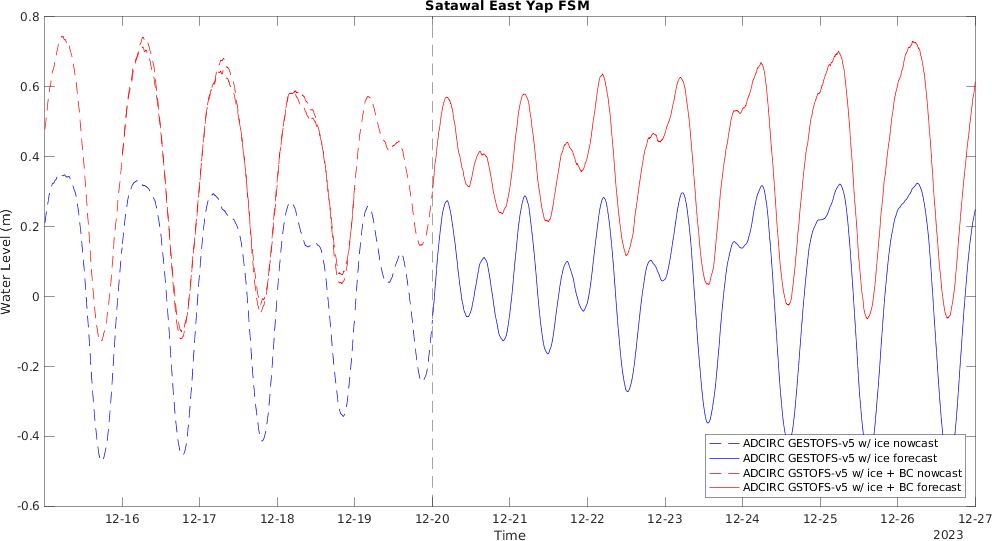 Satawal East Yap FSM
0.8
0.6
0.4
0.2
0
-0.2
-0.4
-0.6
Water Level (m)
ADCIRC GESTOFS-v5 w/ ice nowcast
ADCIRC GESTOFS-v5 w/ ice forecast
ADCIRC GSTOFS-v5 w/ ice + BC nowcast
ADCIRC GSTOFS-v5 w/ ice + BC forecast
12-16 12-17 12-18 12-19 12-20 12-21 12-22 12-23 12-24 12-25 12-26 12-27
Time
2023